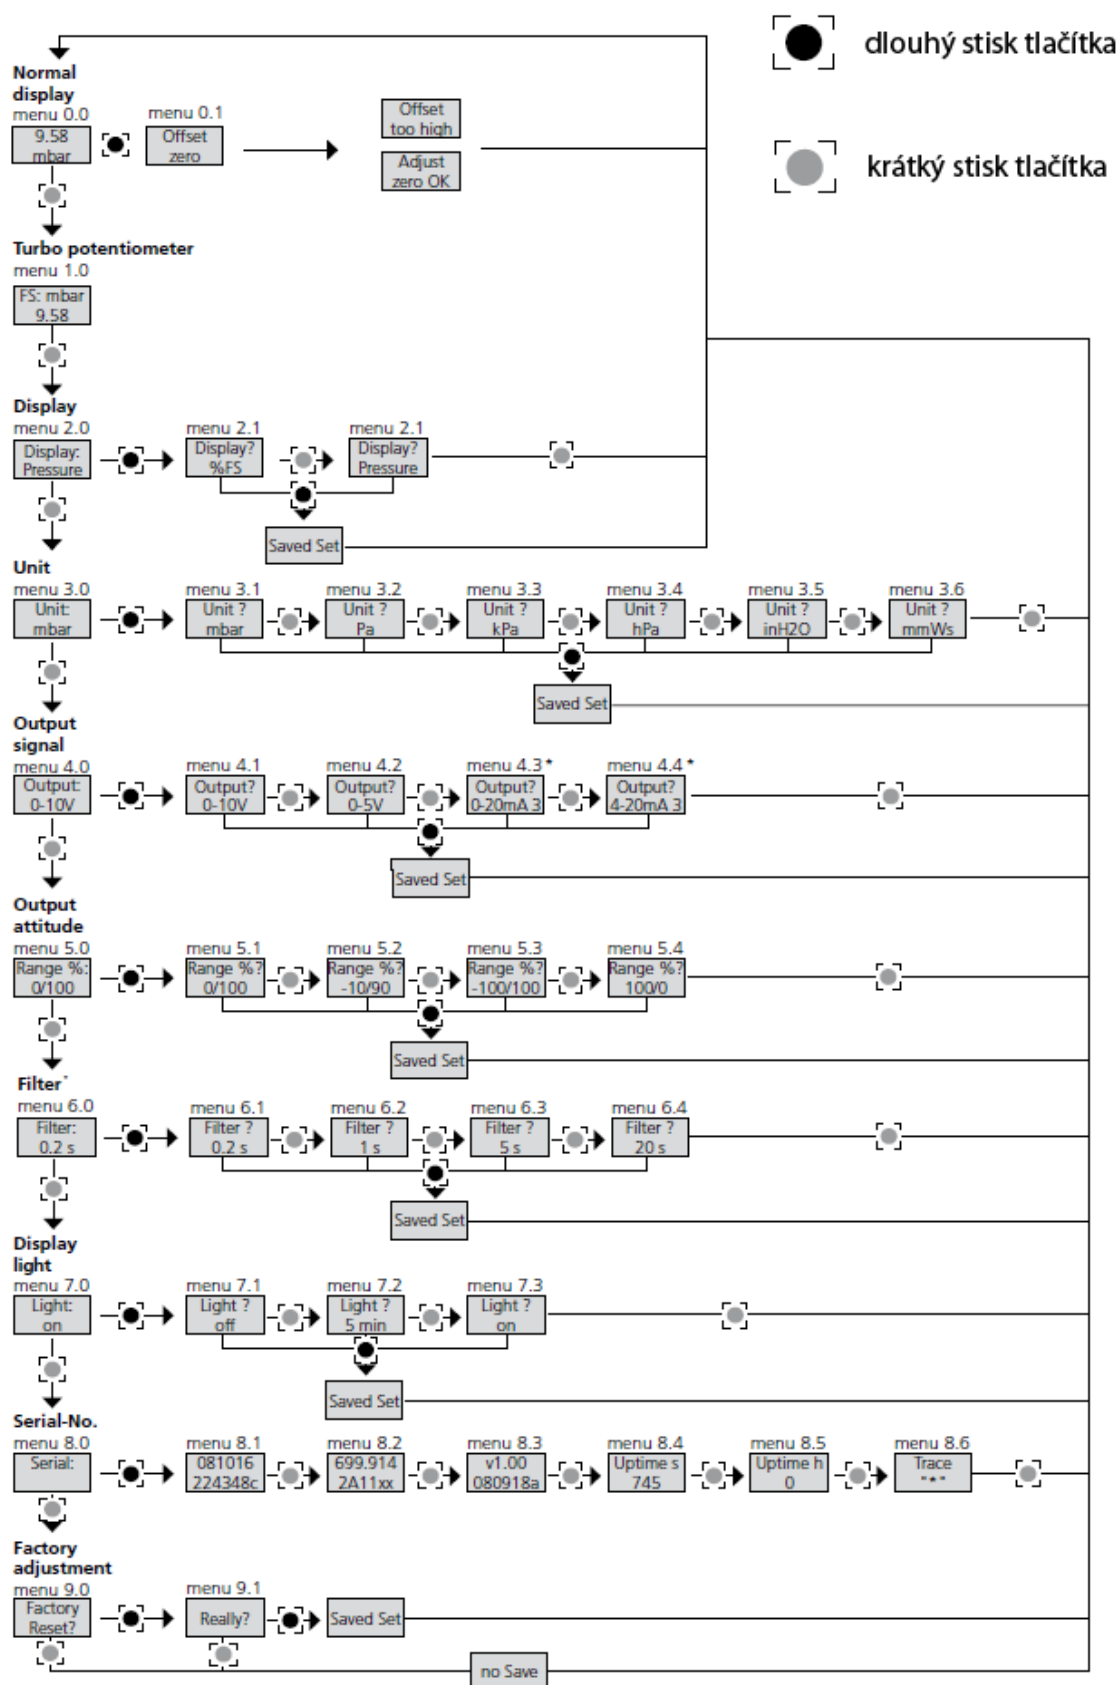 dlouhý stisk tlačítka
Normal
display
menu 0.0
menu 0.1
9.58
mbar
Offset
zero
Offset
too high
Adjust
zero OK
krátký stisk tlačítka
Turbo potentiometer
menu 1.0
FS: mbar
9.58
Display
menu 2.0
menu 2.1
menu 2.1
Display:
Pressure
Display?
%FS
Display?
Pressure
Saved Set
Unit
menu 3.0
menu 3.1
menu 3.2
menu 3.3
menu 3.4
menu 3.5
menu 3.6
Unit:
mbar
Unit ?
mbar
Unit ?
Pa
Unit ?
kPa
Unit ?
hPa
Unit ?
inH2O
Unit ?
mmWs
Saved Set
Output
signal
menu 4.0
menu 4.1
menu 4.2
menu 4.3 *
menu 4.4 *
Output:
0-10V
Output?
0-10V
Output?
0-5V
Output?
0-20mA 3
Output?
4-20mA 3
Saved Set
Output
attitude
menu 5.0
menu 5.1
menu 5.2
menu 5.3
menu 5.4
Range %:
0/100
Range %?
0/100
Range %?
-10/90
Range %?
-100/100
Range %?
100/0
Saved Set
Filter*
menu 6.0
menu 6.1
menu 6.2
menu 6.3
menu 6.4
Filter:
0.2 s
Filter ?
0.2 s
Filter ?
1 s
Filter ?
5 s
Filter ?
20 s
Saved Set
Display
light
menu 7.0
menu 7.1
menu 7.2
menu 7.3
Light:
on
Light ?
off
Light ?
5 min
Light ?
on
Saved Set
Serial-No.
menu 8.0
menu 8.1
menu 8.2
menu 8.3
menu 8.4
menu 8.5
menu 8.6
Serial:
081016
224348c
699.914
2A11xx
v1.00
080918a
Uptime s
745
Uptime h
0
Trace
"*"
Factory
adjustment
menu 9.0
menu 9.1
Factory
Reset?
Really?
Saved Set
no Save